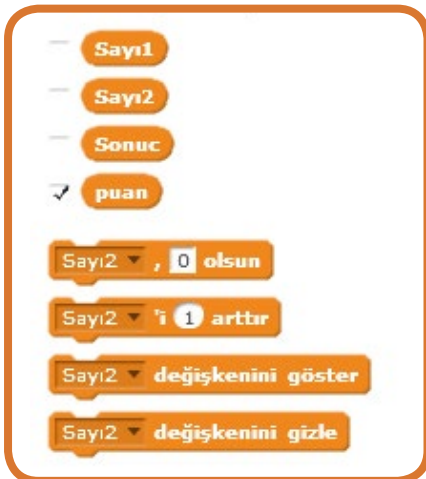 Sayı1
Sayı2
Sonuc
puan
Sayı2 , 0 olsun
Sayı2 'i 1 arttır
Sayı2 değişkenini göster
Sayı2 değişkenini gizle